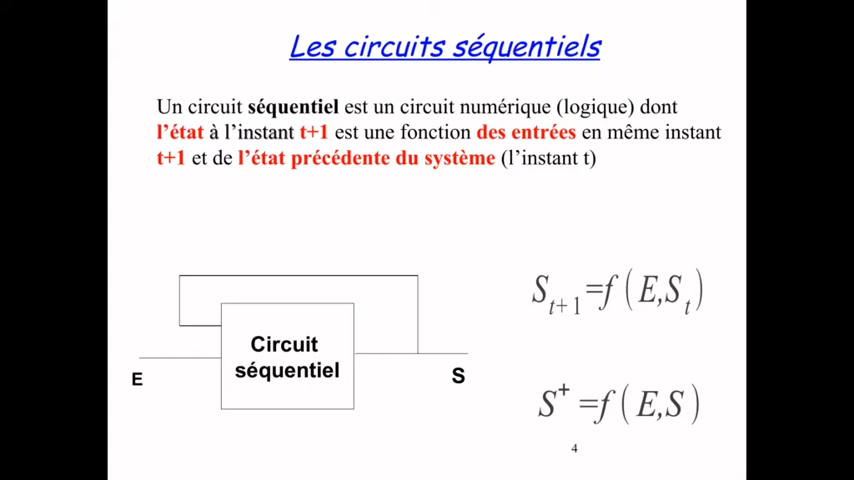 Les circuits séquentiels
Un circuit séquentiel est un circuit numérique (logique) dont
l’état à l’instant t+1 est une fonction des entrées en même instant
t+1 et de l’état précédente du système (l’instant t)
S_{t+1}=f(E,S_t)
Circuit
séquentiel
E
S
S⁺=f(E,S)
4